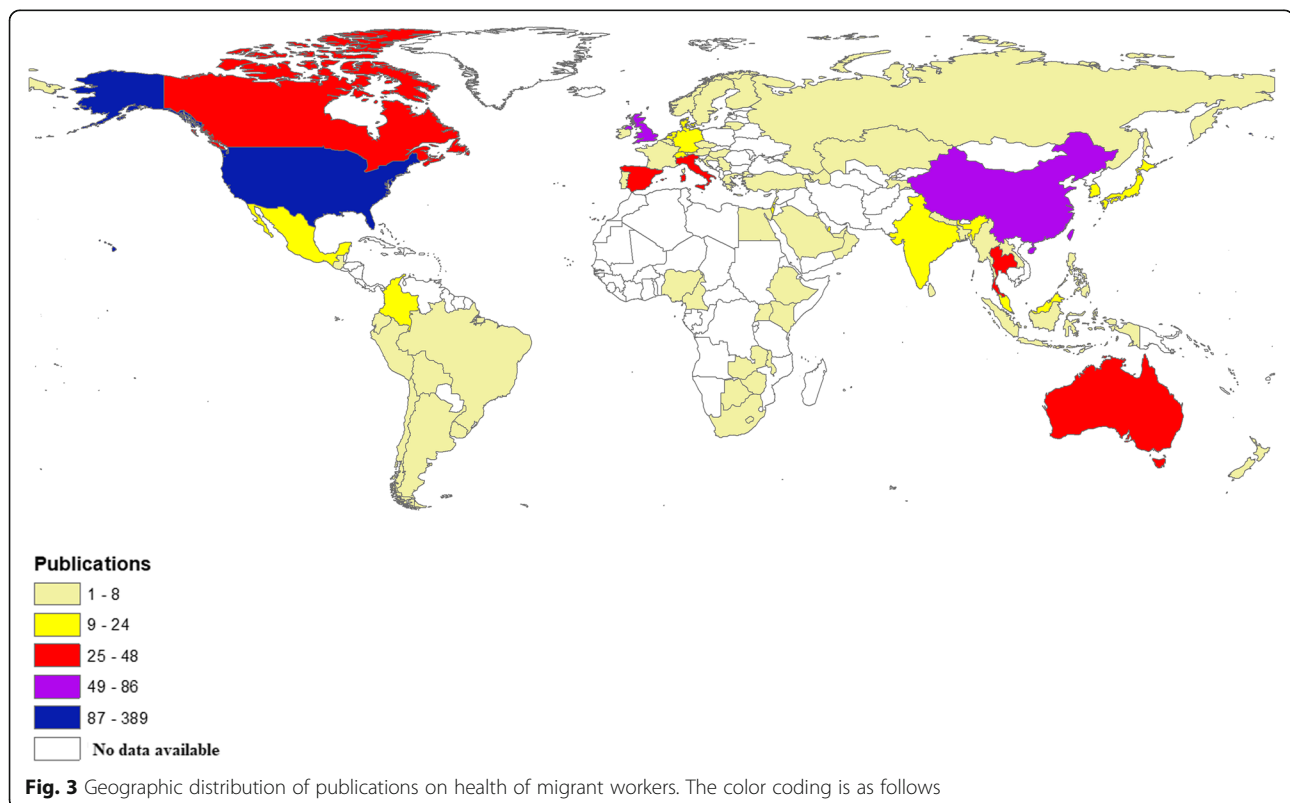 Publications
1 - 8
9 - 24
25 - 48
49 - 86
87 - 389
No data available
Fig. 3 Geographic distribution of publications on health of migrant workers. The color coding is as follows